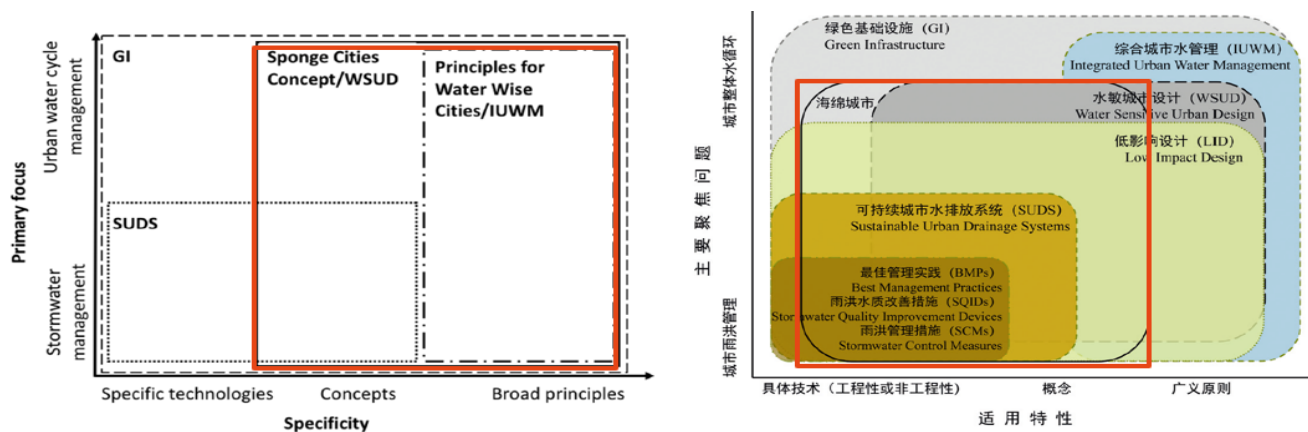 Primary focus
Urban water cycle
management
Stormwater
management
GI
Sponge Cities
Concept/WSUD
Principles for
Water Wise
Cities/IUWM
SUDS
Specific technologies
Concepts
Broad principles
Specificity
主要聚焦问题
城市整体水循环
城市雨洪管理
绿色基础设施（GI）
Green Infrastructure
综合城市水管理（IUWM）
Integrated Urban Water Management
海绵城市
水敏城市设计（WSUD）
Water Sensitive Urban Design
低影响设计（LID）
Low Impact Design
可持续城市水排放系统（SUDS）
Sustainable Urban Drainage Systems
最佳管理实践（BMPs）
Best Management Practices
雨洪水质改善措施（SQIDs）
Stormwater Quality Improvement Devices
雨洪管理措施（SCMs）
Stormwater Control Measures
具体技术（工程性或非工程性）
概念
广义原则
适用特性